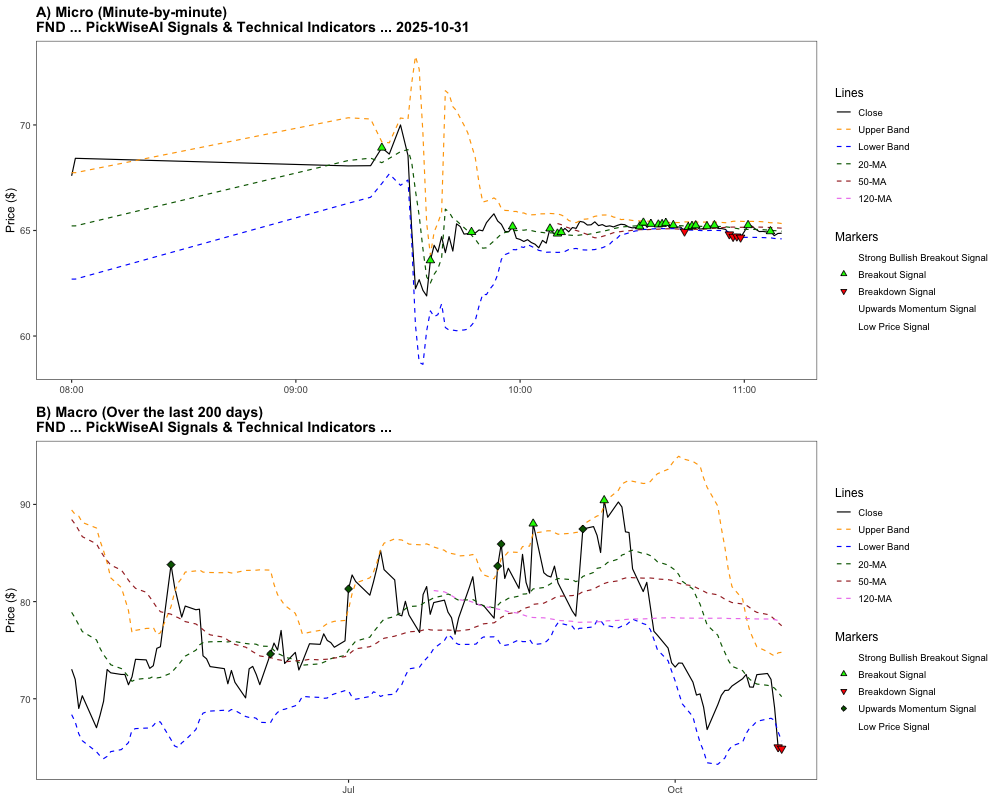 A) Micro (Minute-by-minute)
FND ... PickWiseAI Signals & Technical Indicators ... 2025-10-31
Price ($)
70
65
60
08:00
09:00
10:00
11:00
Lines
Close
Upper Band
Lower Band
20-MA
50-MA
120-MA
Markers
Strong Bullish Breakout Signal
Breakout Signal
Breakdown Signal
Upwards Momentum Signal
Low Price Signal
B) Macro (Over the last 200 days)
FND ... PickWiseAI Signals & Technical Indicators ...
Price ($)
90
80
70
Jul
Oct
Lines
Close
Upper Band
Lower Band
20-MA
50-MA
120-MA
Markers
Strong Bullish Breakout Signal
Breakout Signal
Breakdown Signal
Upwards Momentum Signal
Low Price Signal